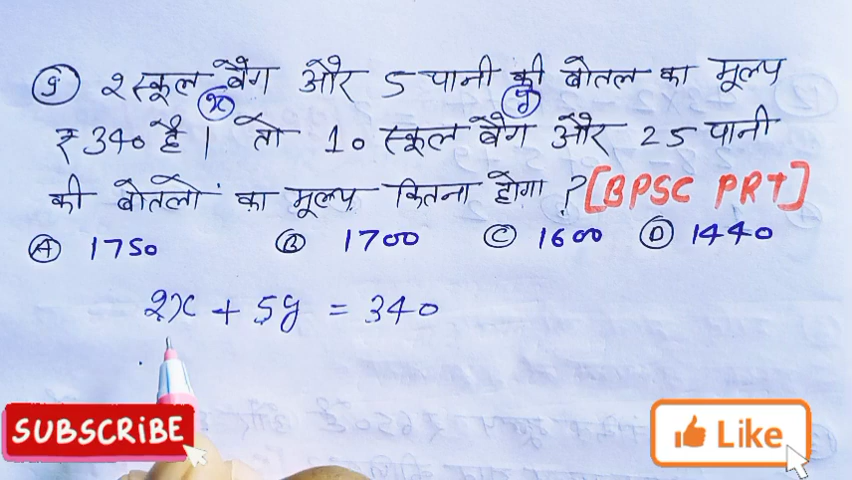 9 2 स्कूल बैग और 5 पानी की बोतल का मूल्य
x y
₹ 340 है। तो 10 स्कूल बैग और 25 पानी
की बोतलों का मूल्य कितना होगा ? [BPSC PRT]
A 1750 B 1700 C 1600 D 1440
2x + 5y = 340
SUBSCRIBE
Like